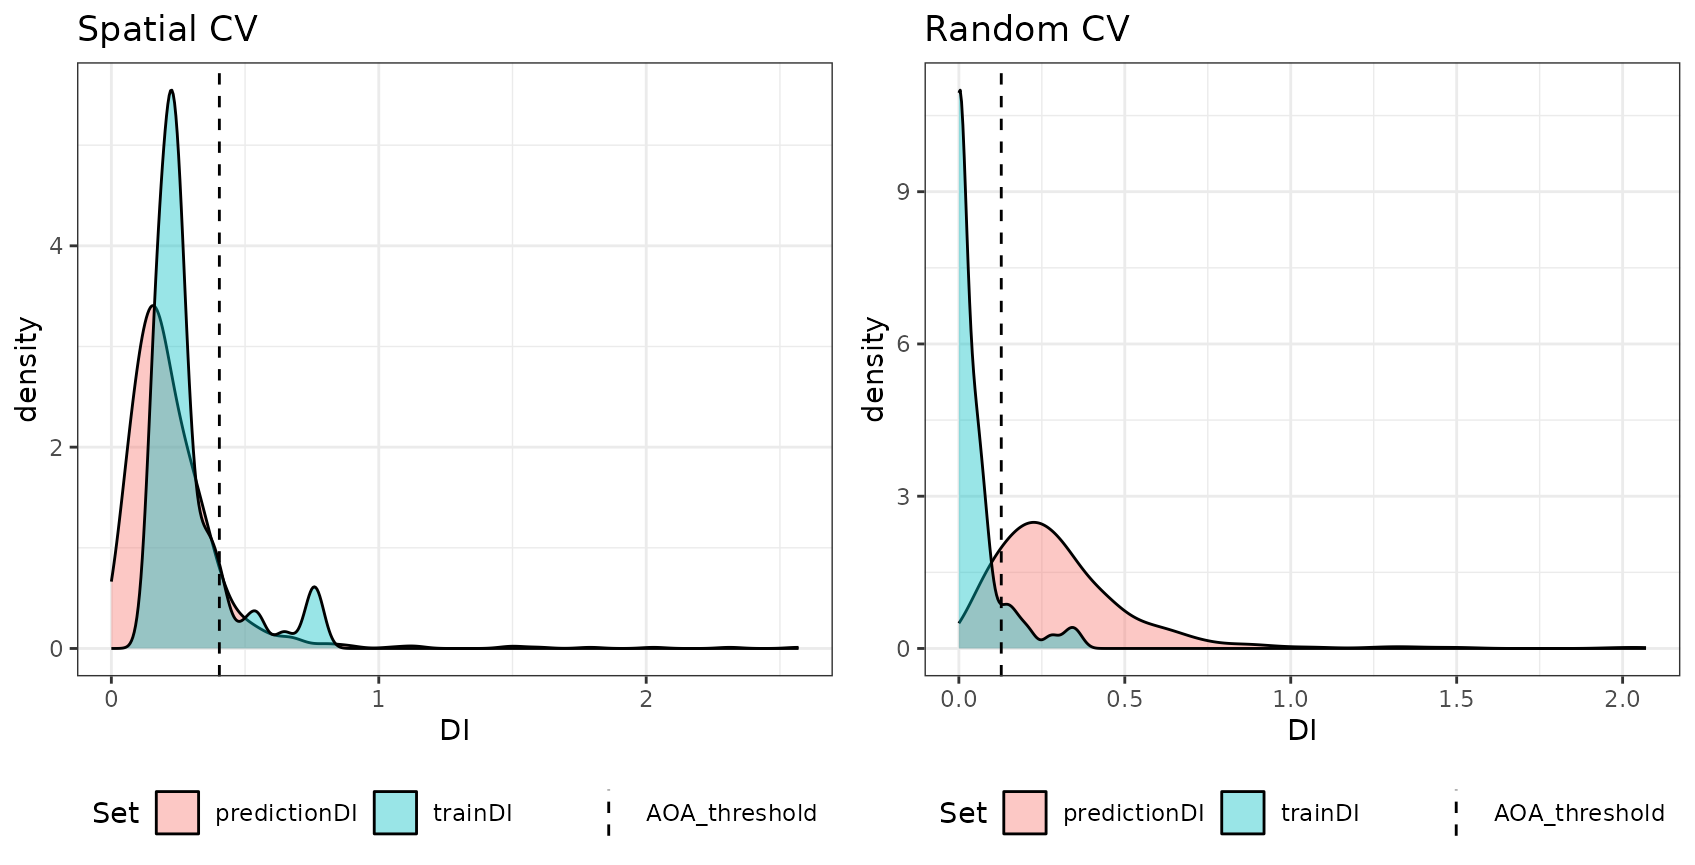 Spatial CV
density
4
2
0
0
1
2
DI
Set
predictionDI
trainDI
AOA_threshold
Random CV
density
9
6
3
0
0.0
0.5
1.0
1.5
2.0
DI
Set
predictionDI
trainDI
AOA_threshold